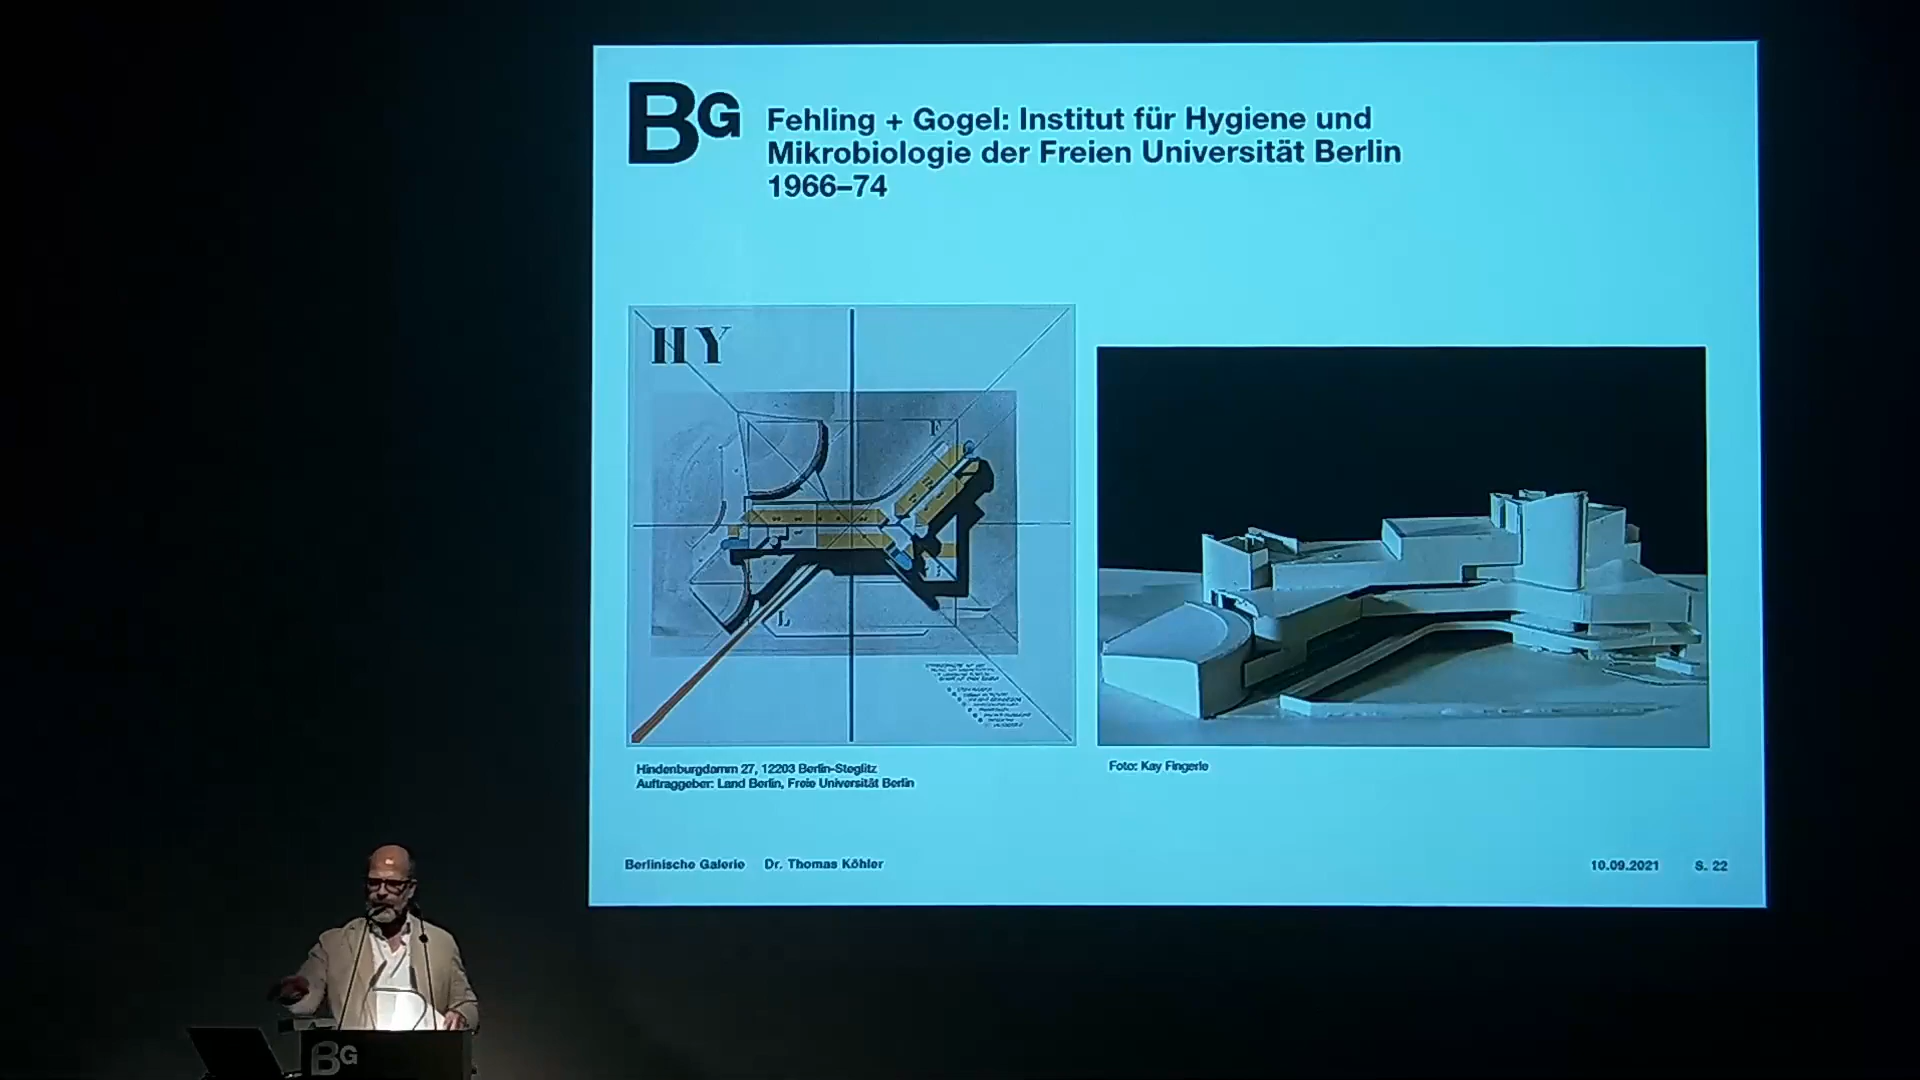 BG
Fehling + Gogel: Institut für Hygiene und
Mikrobiologie der Freien Universität Berlin
1966–74
HY
F
L
Hindenburgdamm 27, 12203 Berlin-Steglitz
Auftraggeber: Land Berlin, Freie Universität Berlin
Foto: Kay Fingerle
Berlinische Galerie Dr. Thomas Köhler
10.09.2021 S. 22
BG